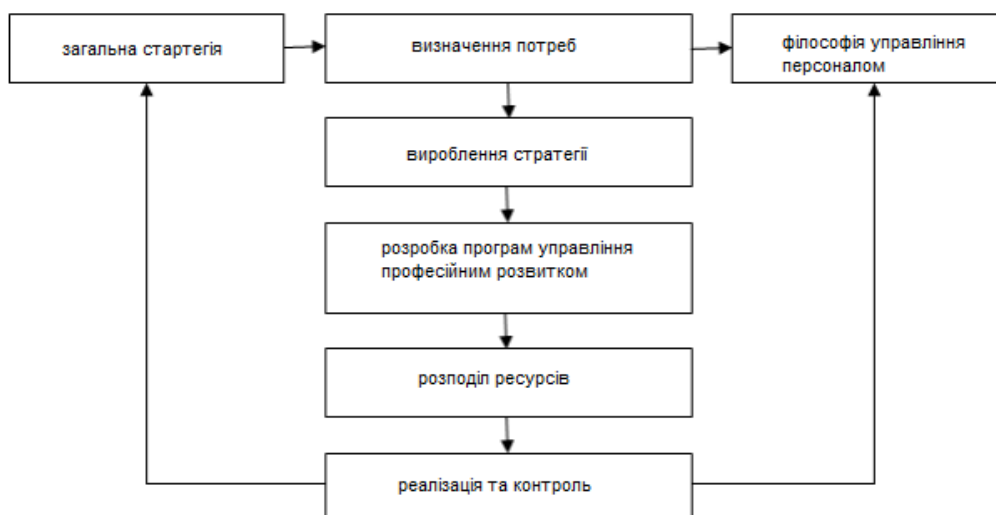 загальна стартегія
визначення потреб
філософія управління
персоналом
вироблення стратегії
розробка програм управління
професійним розвитком
розподіл ресурсів
реалізація та контроль